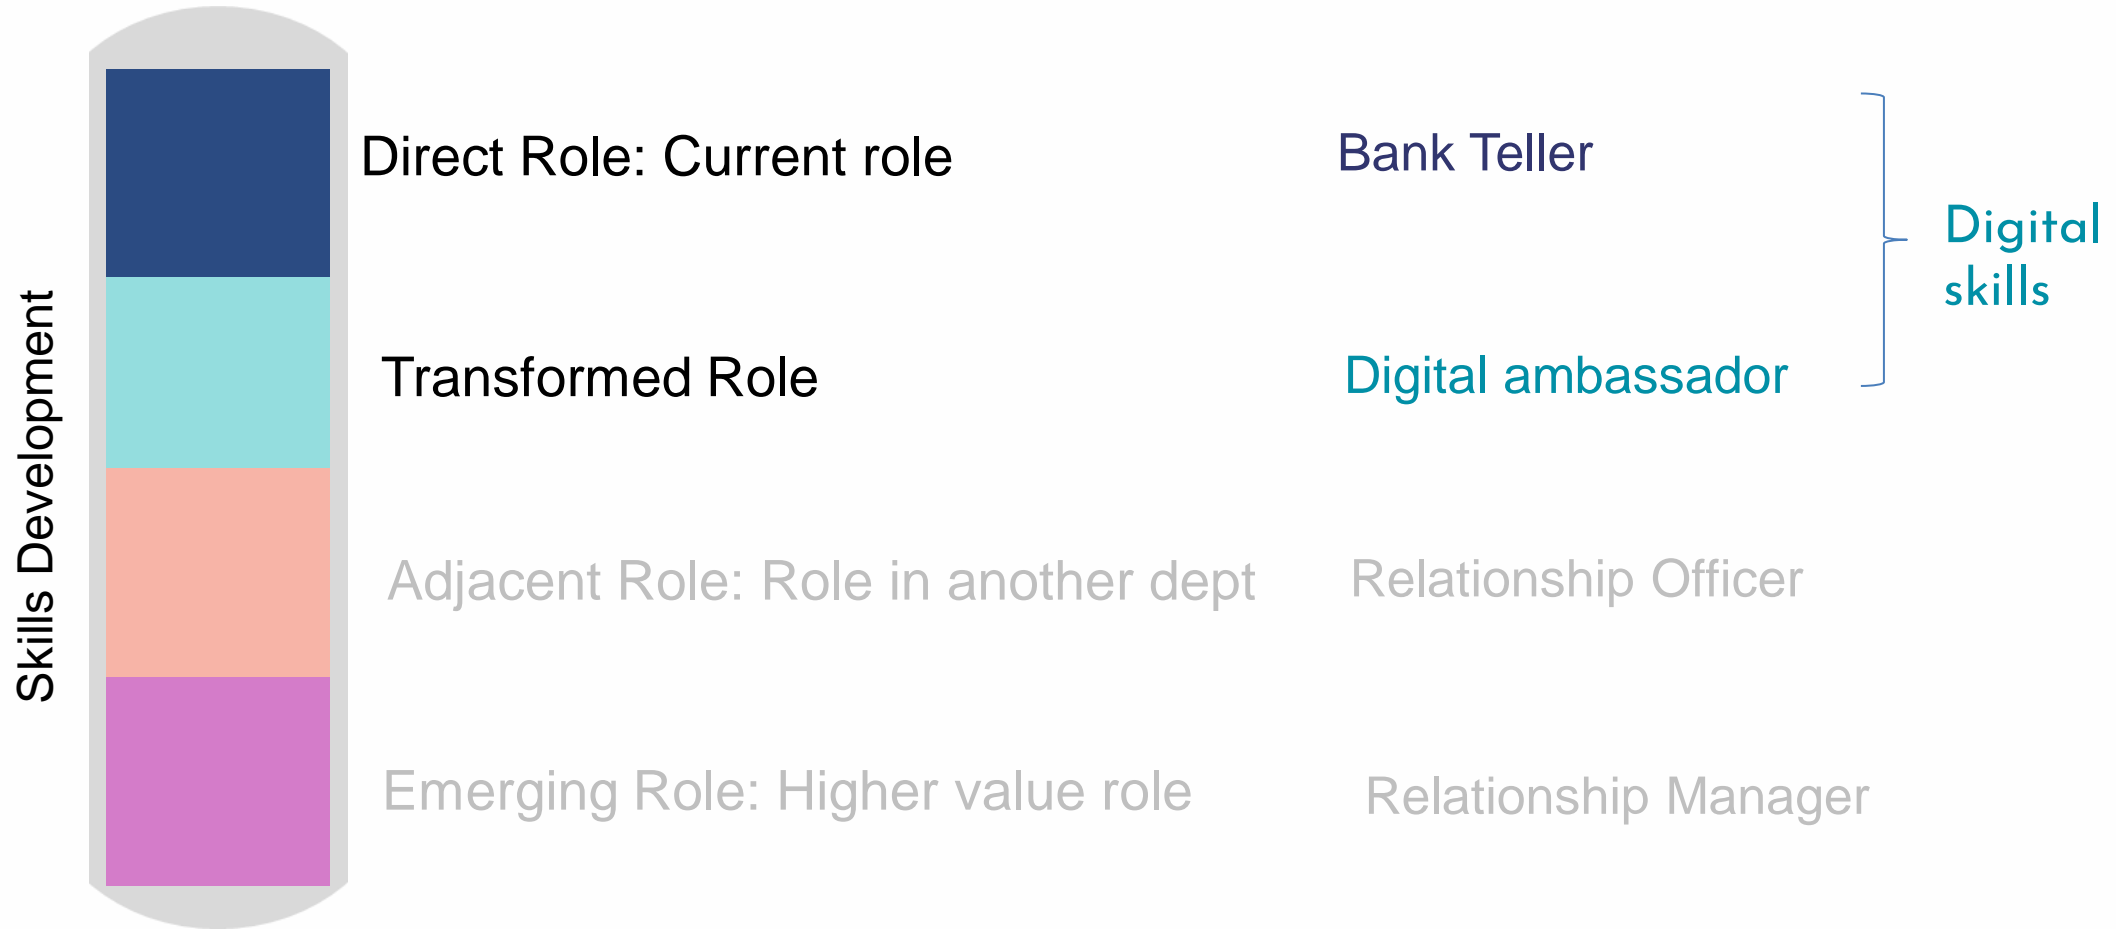 Skills Development
Direct Role: Current role
Bank Teller
Digital
skills
Transformed Role
Digital ambassador
Adjacent Role: Role in another dept
Relationship Officer
Emerging Role: Higher value role
Relationship Manager